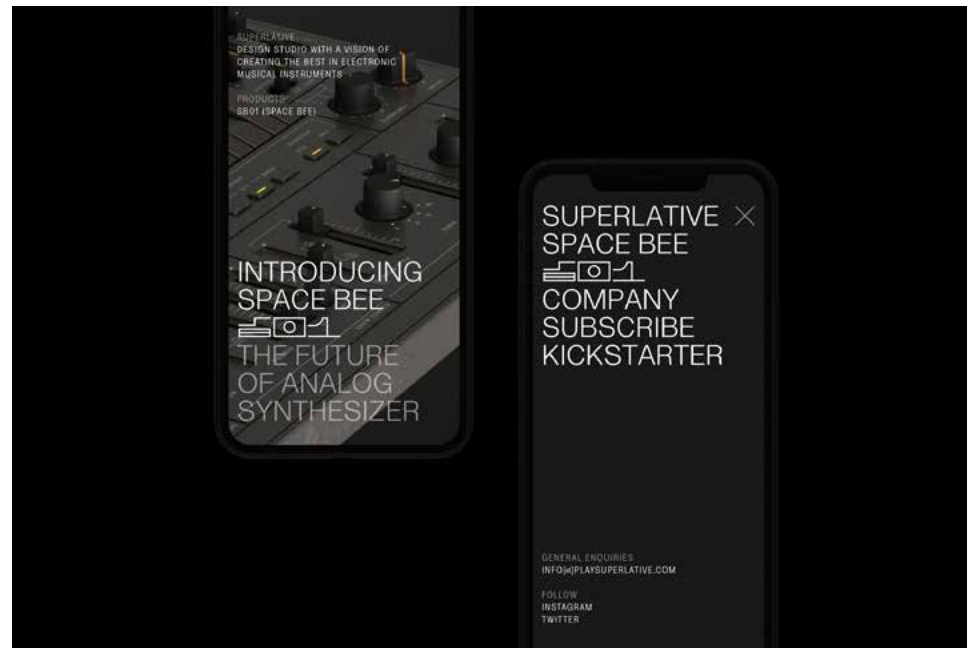 SUPERLATIVE
DESIGN STUDIO WITH A VISION OF
CREATING THE BEST IN ELECTRONIC
MUSICAL INSTRUMENTS
PRODUCTS
SB01 (SPACE BEE)
INTRODUCING
SPACE BEE
THE FUTURE
OF ANALOG
SYNTHESIZER
SUPERLATIVE
SPACE BEE
COMPANY
SUBSCRIBE
KICKSTARTER
GENERAL ENQUIRIES
INFO[at]PLAYSUPERLATIVE.COM
FOLLOW
INSTAGRAM
TWITTER